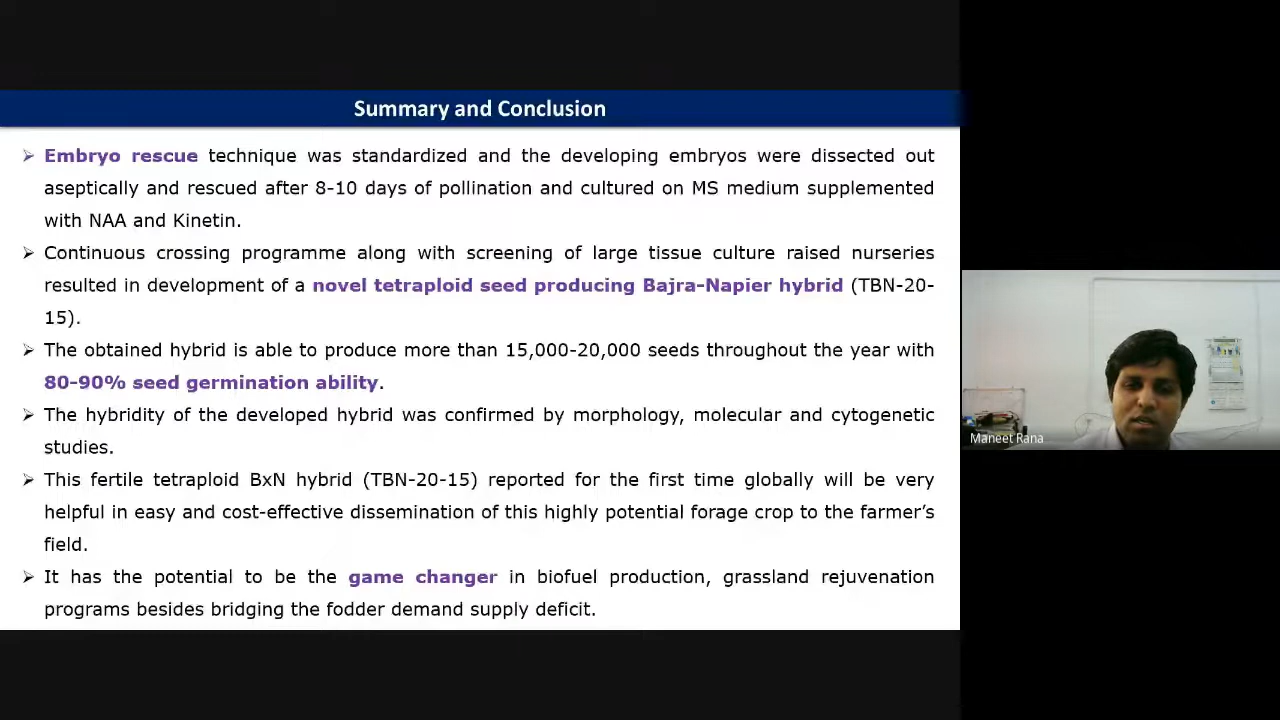 Summary and Conclusion
➢ Embryo rescue technique was standardized and the developing embryos were dissected out
aseptically and rescued after 8-10 days of pollination and cultured on MS medium supplemented
with NAA and Kinetin.
➢ Continuous crossing programme along with screening of large tissue culture raised nurseries
resulted in development of a novel tetraploid seed producing Bajra-Napier hybrid (TBN-20-
15).
➢ The obtained hybrid is able to produce more than 15,000-20,000 seeds throughout the year with
80-90% seed germination ability.
➢ The hybridity of the developed hybrid was confirmed by morphology, molecular and cytogenetic
studies.
➢ This fertile tetraploid BxN hybrid (TBN-20-15) reported for the first time globally will be very
helpful in easy and cost-effective dissemination of this highly potential forage crop to the farmer's
field.
➢ It has the potential to be the game changer in biofuel production, grassland rejuvenation
programs besides bridging the fodder demand supply deficit.
Maneet Rana